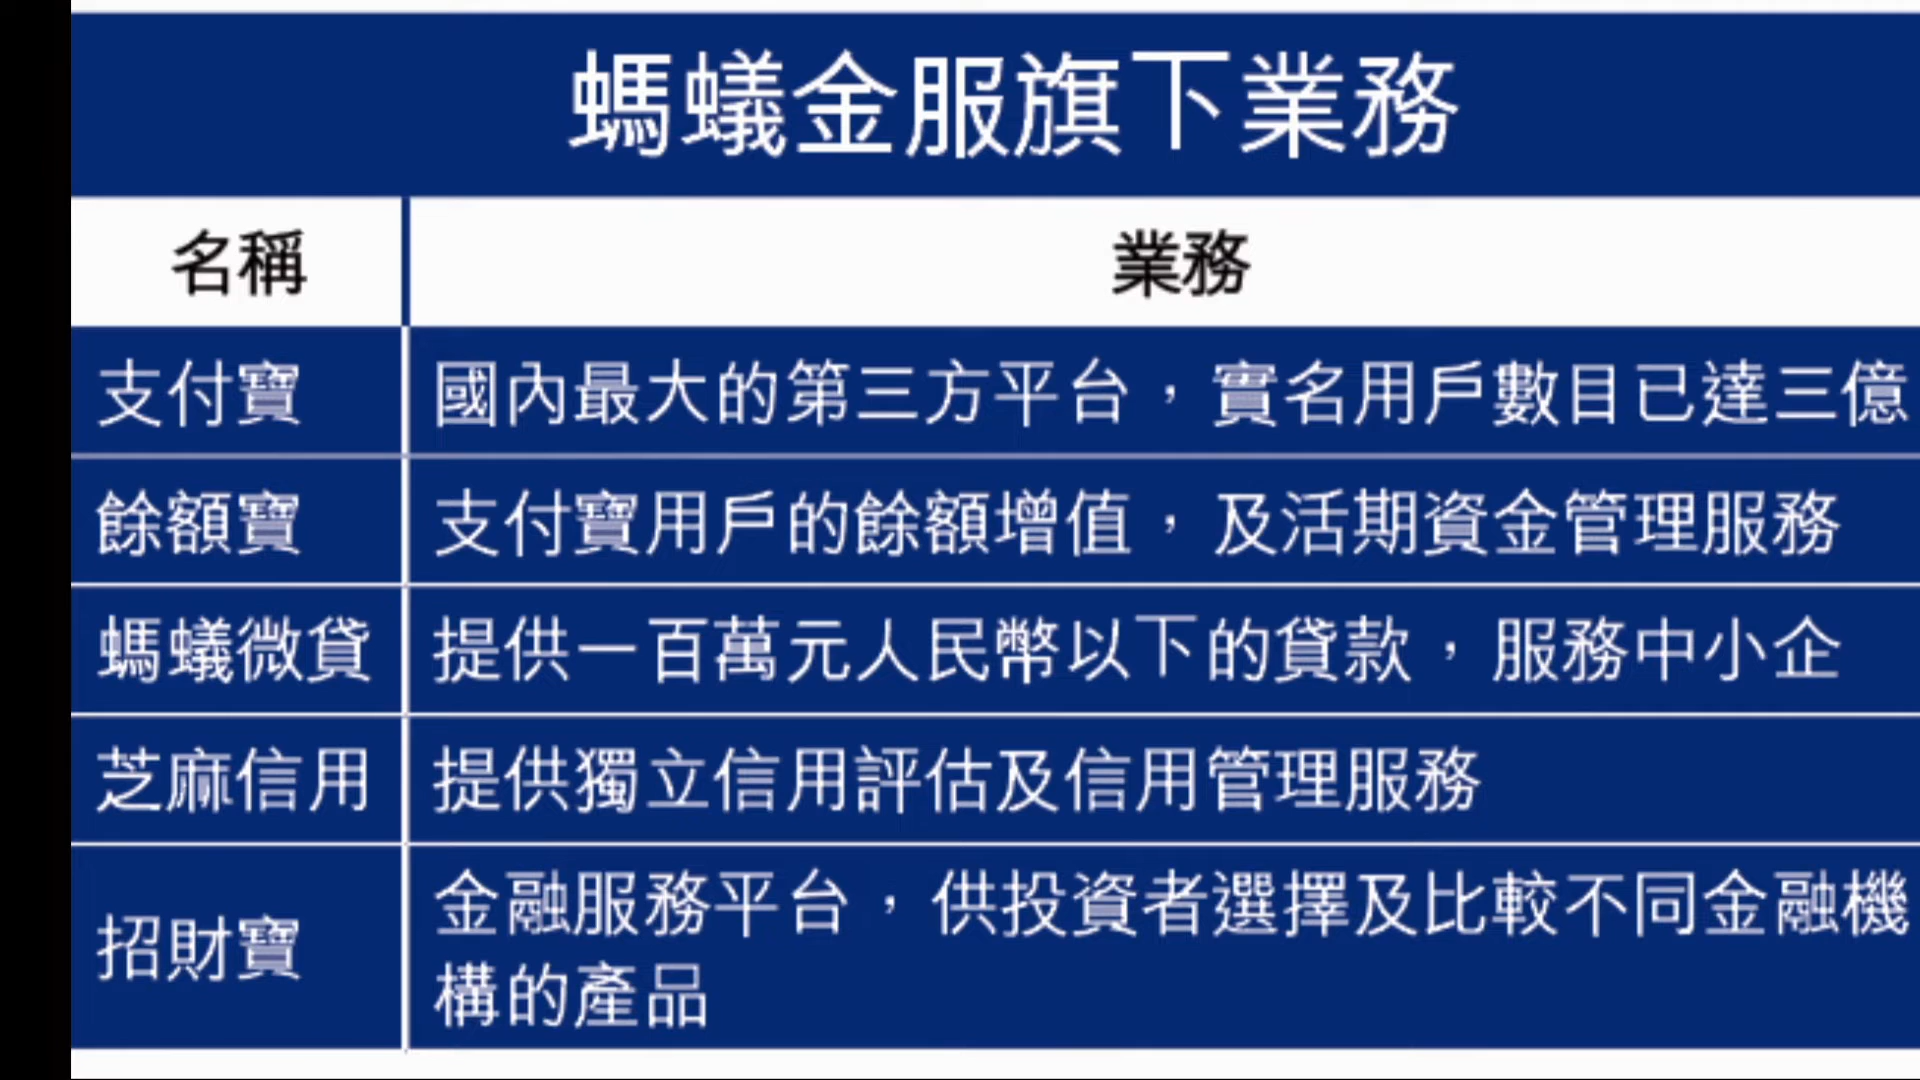 螞蟻金服旗下業務
名稱 業務
支付寶 國內最大的第三方平台，實名用戶數目已達三億
餘額寶 支付寶用戶的餘額增值，及活期資金管理服務
螞蟻微貸 提供一百萬元人民幣以下的貸款，服務中小企
芝麻信用 提供獨立信用評估及信用管理服務
招財寶 金融服務平台，供投資者選擇及比較不同金融機
構的產品